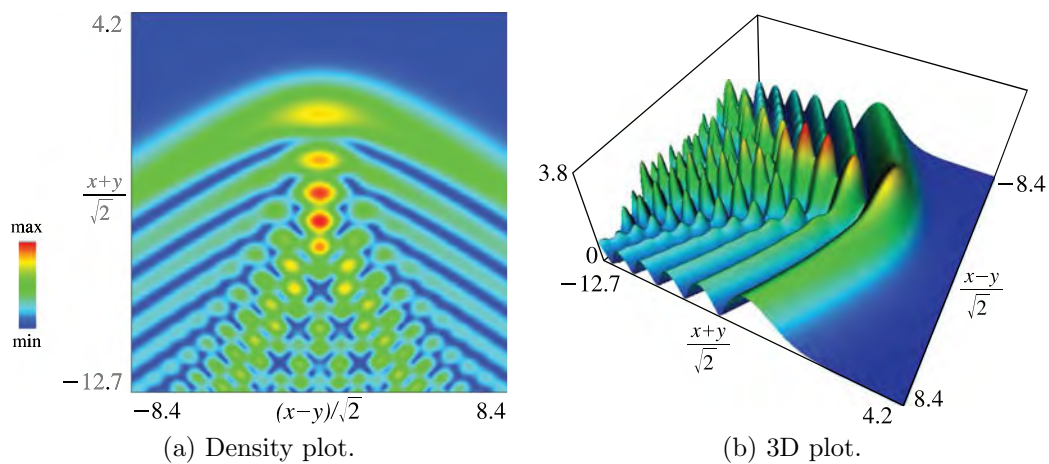 4.2
x+y
√2
max
min
−12.7
−8.4
(x−y)/√2
8.4
(a) Density plot.
3.8
0
−12.7
x+y
√2
−8.4
x−y
√2
8.4
4.2
(b) 3D plot.